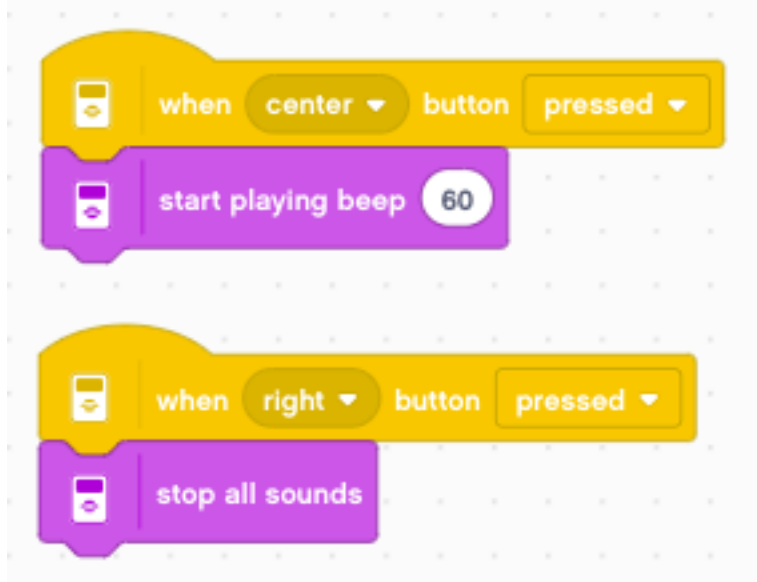 when center button pressed
start playing beep 60
when right button pressed
stop all sounds